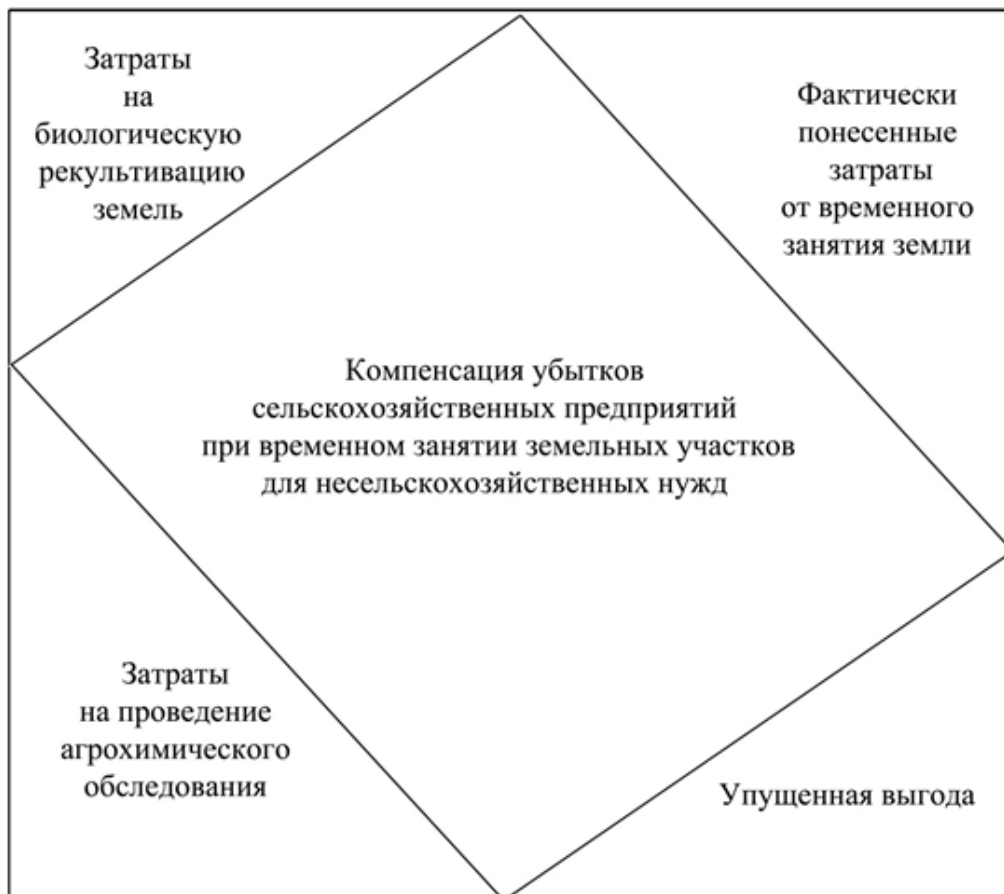 Затраты
на
биологическую
рекультивацию
земель
Фактически
понесенные
затраты
от временного
занятия земли
Компенсация убытков
сельскохозяйственных предприятий
при временном занятии земельных участков
для несельскохозяйственных нужд
Затраты
на проведение
агрохимического
обследования
Упущенная выгода